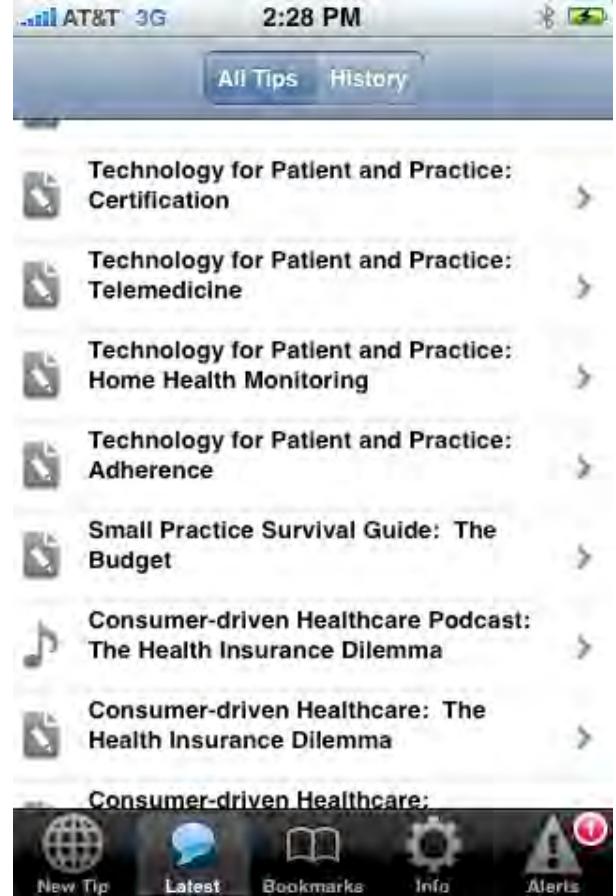 AT&T 3G 2:28 PM
All Tips History
Technology for Patient and Practice:
Certification
Technology for Patient and Practice:
Telemedicine
Technology for Patient and Practice:
Home Health Monitoring
Technology for Patient and Practice:
Adherence
Small Practice Survival Guide: The
Budget
Consumer-driven Healthcare Podcast:
The Health Insurance Dilemma
Consumer-driven Healthcare: The
Health Insurance Dilemma
Consumer-driven Healthcare:
1
New Tip Latest Bookmarks Info Alerts